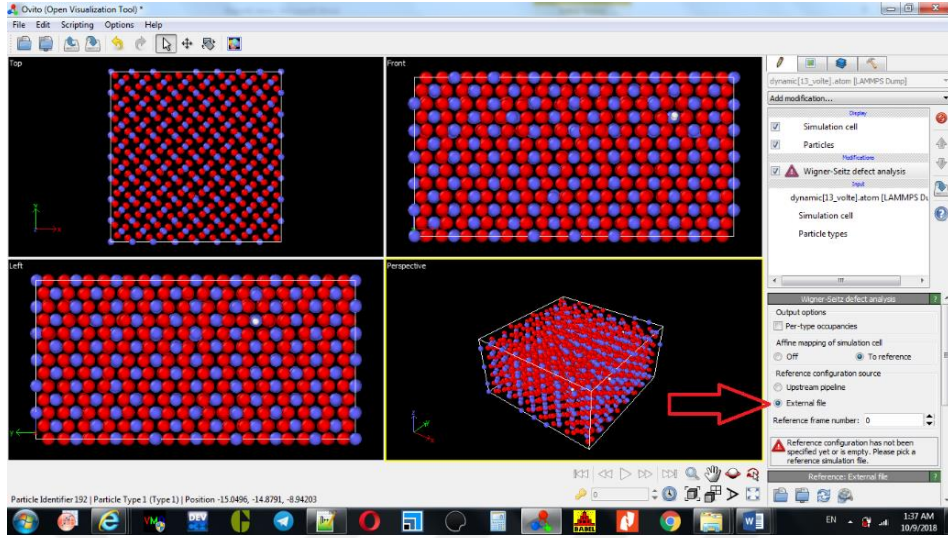 Ovito (Open Visualization Tool) *
File Edit Scripting Options Help
Top
Front
Left
Perspective
dynamic[13_volte].atom [LAMMPS Dump]
Add modification...
Display
Simulation cell
Particles
Modifications
Wigner-Seitz defect analysis
Input
dynamic[13_volte].atom [LAMMPS Du
Simulation cell
Particle types
Wigner-Seitz defect analysis
?
Output options
Per-type occupancies
Affine mapping of simulation cell
Off To reference
Reference configuration source
Upstream pipeline
External file
Reference frame number: 0
Reference configuration has not been
specified yet or is empty. Please pick a
reference simulation file.
Reference: External file
?
0
Particle Identifier 192 | Particle Type 1 (Type 1) | Position -15.0496, -14.8791, -8.94203
DEV
BABEL
EN
1:37 AM
10/9/2018